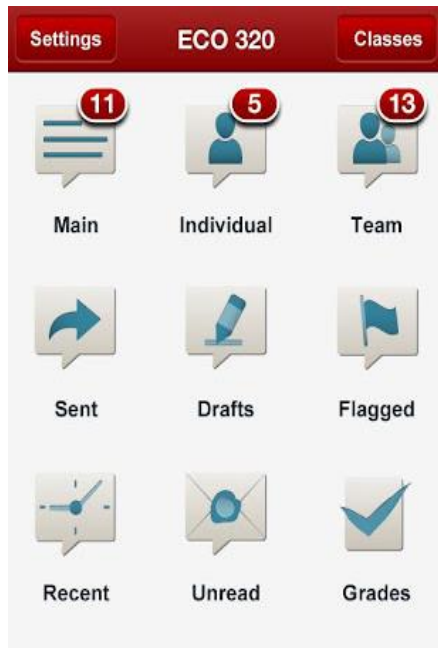 Settings ECO 320 Classes
11 5 13
Main Individual Team
Sent Drafts Flagged
Recent Unread Grades